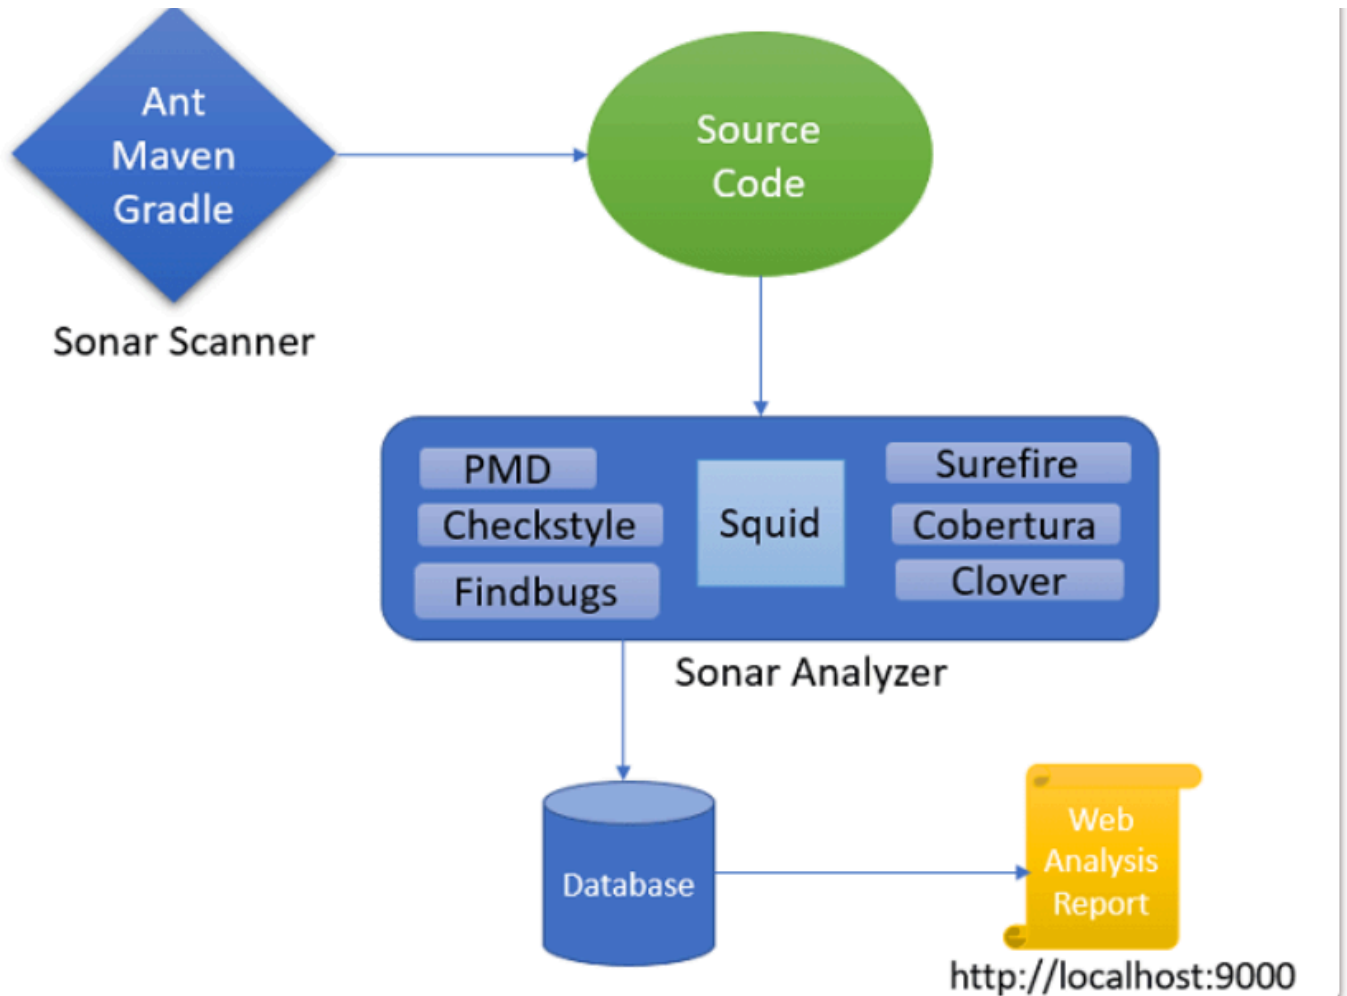 Ant
Maven
Gradle
Sonar Scanner
Source
Code
PMD
Checkstyle
Findbugs
Squid
Surefire
Cobertura
Clover
Sonar Analyzer
Database
Web
Analysis
Report
http://localhost:9000